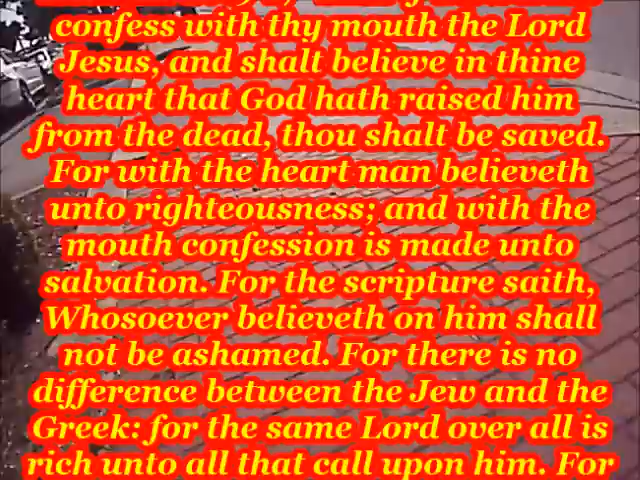 confess with thy mouth the Lord
Jesus, and shalt believe in thine
heart that God hath raised him
from the dead, thou shalt be saved.
For with the heart man believeth
unto righteousness; and with the
mouth confession is made unto
salvation. For the scripture saith,
Whosoever believeth on him shall
not be ashamed. For there is no
difference between the Jew and the
Greek: for the same Lord over all is
rich unto all that call upon him. For